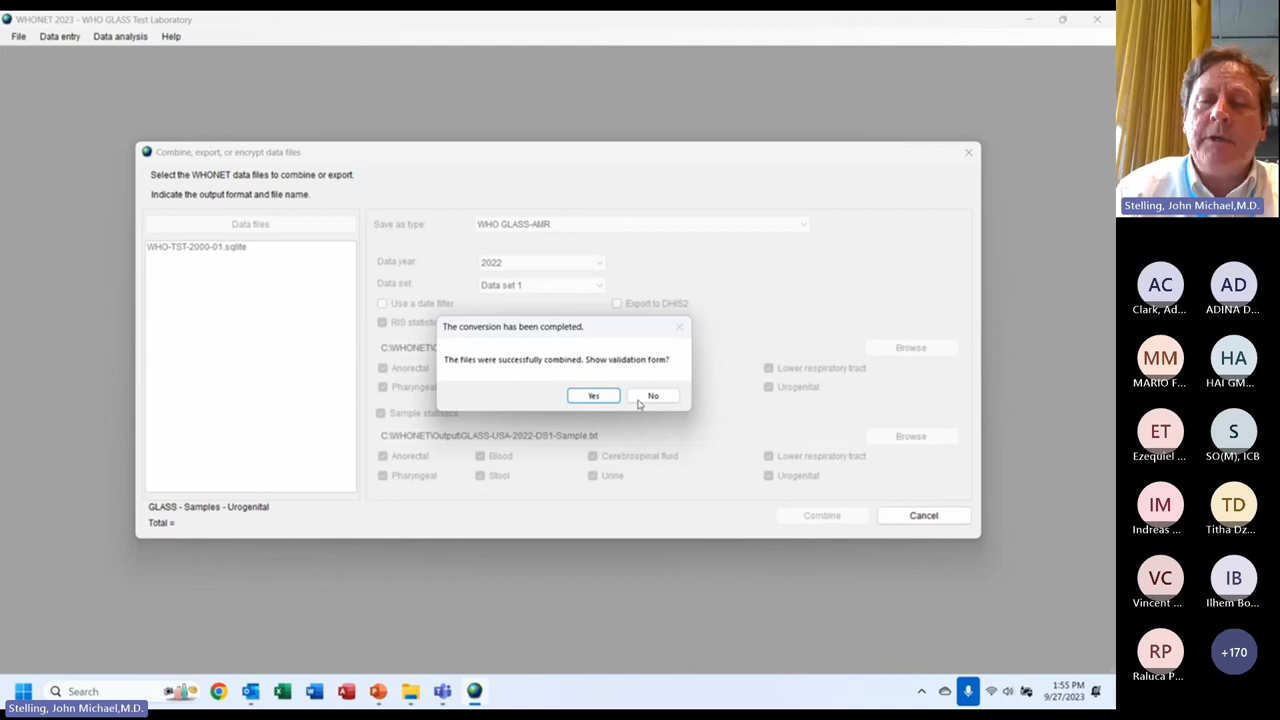 WHONET 2023 - WHO GLASS Test Laboratory
File Data entry Data analysis Help
Combine, export, or encrypt data files
Select the WHONET data files to combine or export.
Indicate the output format and file name.
Data files
WHO-TST-2000-01.sqlite
Save as type: WHO GLASS-AMR
Data year: 2022
Data set: Data set 1
Use a date filter Export to DHIS2
RIS statisti
The conversion has been completed.
The files were successfully combined. Show validation form?
Yes No
C:\WHONET\
Browse
Anorectal
Lower respiratory tract
Pharyngeal
Urogenital
Sample statistics
C:\WHONET\Output\GLASS-USA-2022-DS1-Sample.txt
Browse
Anorectal Blood Cerebrospinal fluid Lower respiratory tract
Pharyngeal Stool Urine Urogenital
GLASS - Samples - Urogenital
Total =
Combine Cancel
Search
1:55 PM
9/27/2023
Stelling, John Michael,M.D.
Stelling, John Michael,M.D.
AC AD
Clark, Ad... ADINA D...
MM HA
MARIO F... HAI GM...
ET S
Ezequiel ... SO(M), ICB
IM TD
Indreas ... Titha Dz...
VC IB
Vincent ... Ilhem Bo...
RP +170
Raluca P...